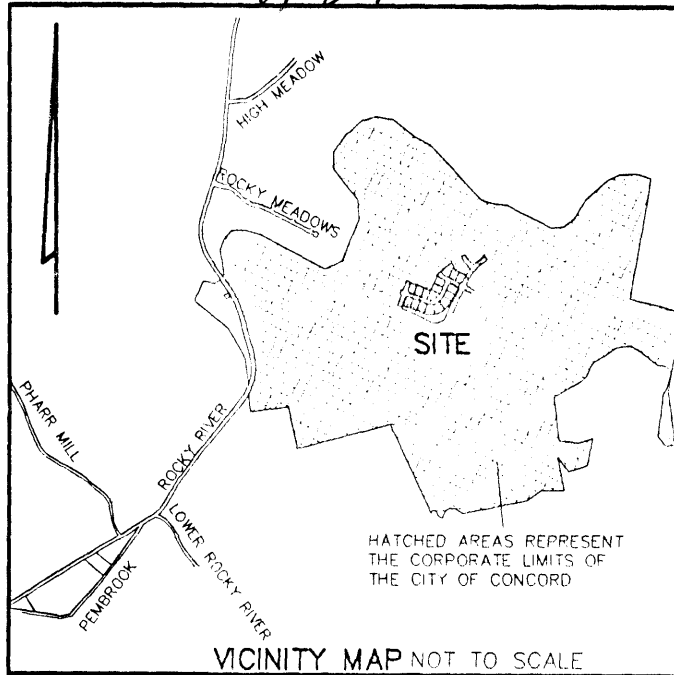 HIGH MEADOW
ROCKY MEADOWS
SITE
PHARR MILL
ROCKY RIVER
LOWER ROCKY RIVER
PEMBROOK
HATCHED AREAS REPRESENT
THE CORPORATE LIMITS OF
THE CITY OF CONCORD
VICINITY MAP NOT TO SCALE